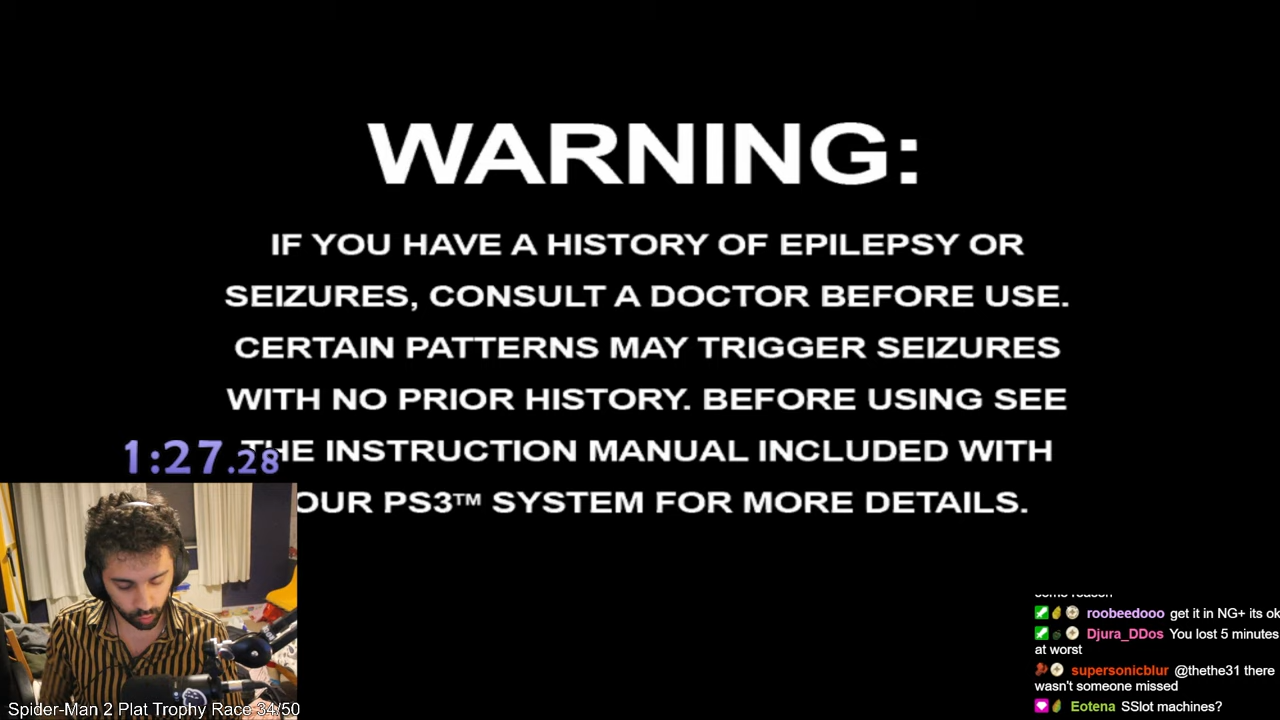 WARNING:
IF YOU HAVE A HISTORY OF EPILEPSY OR
SEIZURES, CONSULT A DOCTOR BEFORE USE.
CERTAIN PATTERNS MAY TRIGGER SEIZURES
WITH NO PRIOR HISTORY. BEFORE USING SEE
THE INSTRUCTION MANUAL INCLUDED WITH
OUR PS3™ SYSTEM FOR MORE DETAILS.
1:27.28
some reason
roobeedooo get it in NG+ its ok
Djura_DDos You lost 5 minutes
at worst
supersonicblur @thethe31 there
wasn't someone missed
Eotena SSlot machines?
Spider-Man 2 Plat Trophy Race 34/50